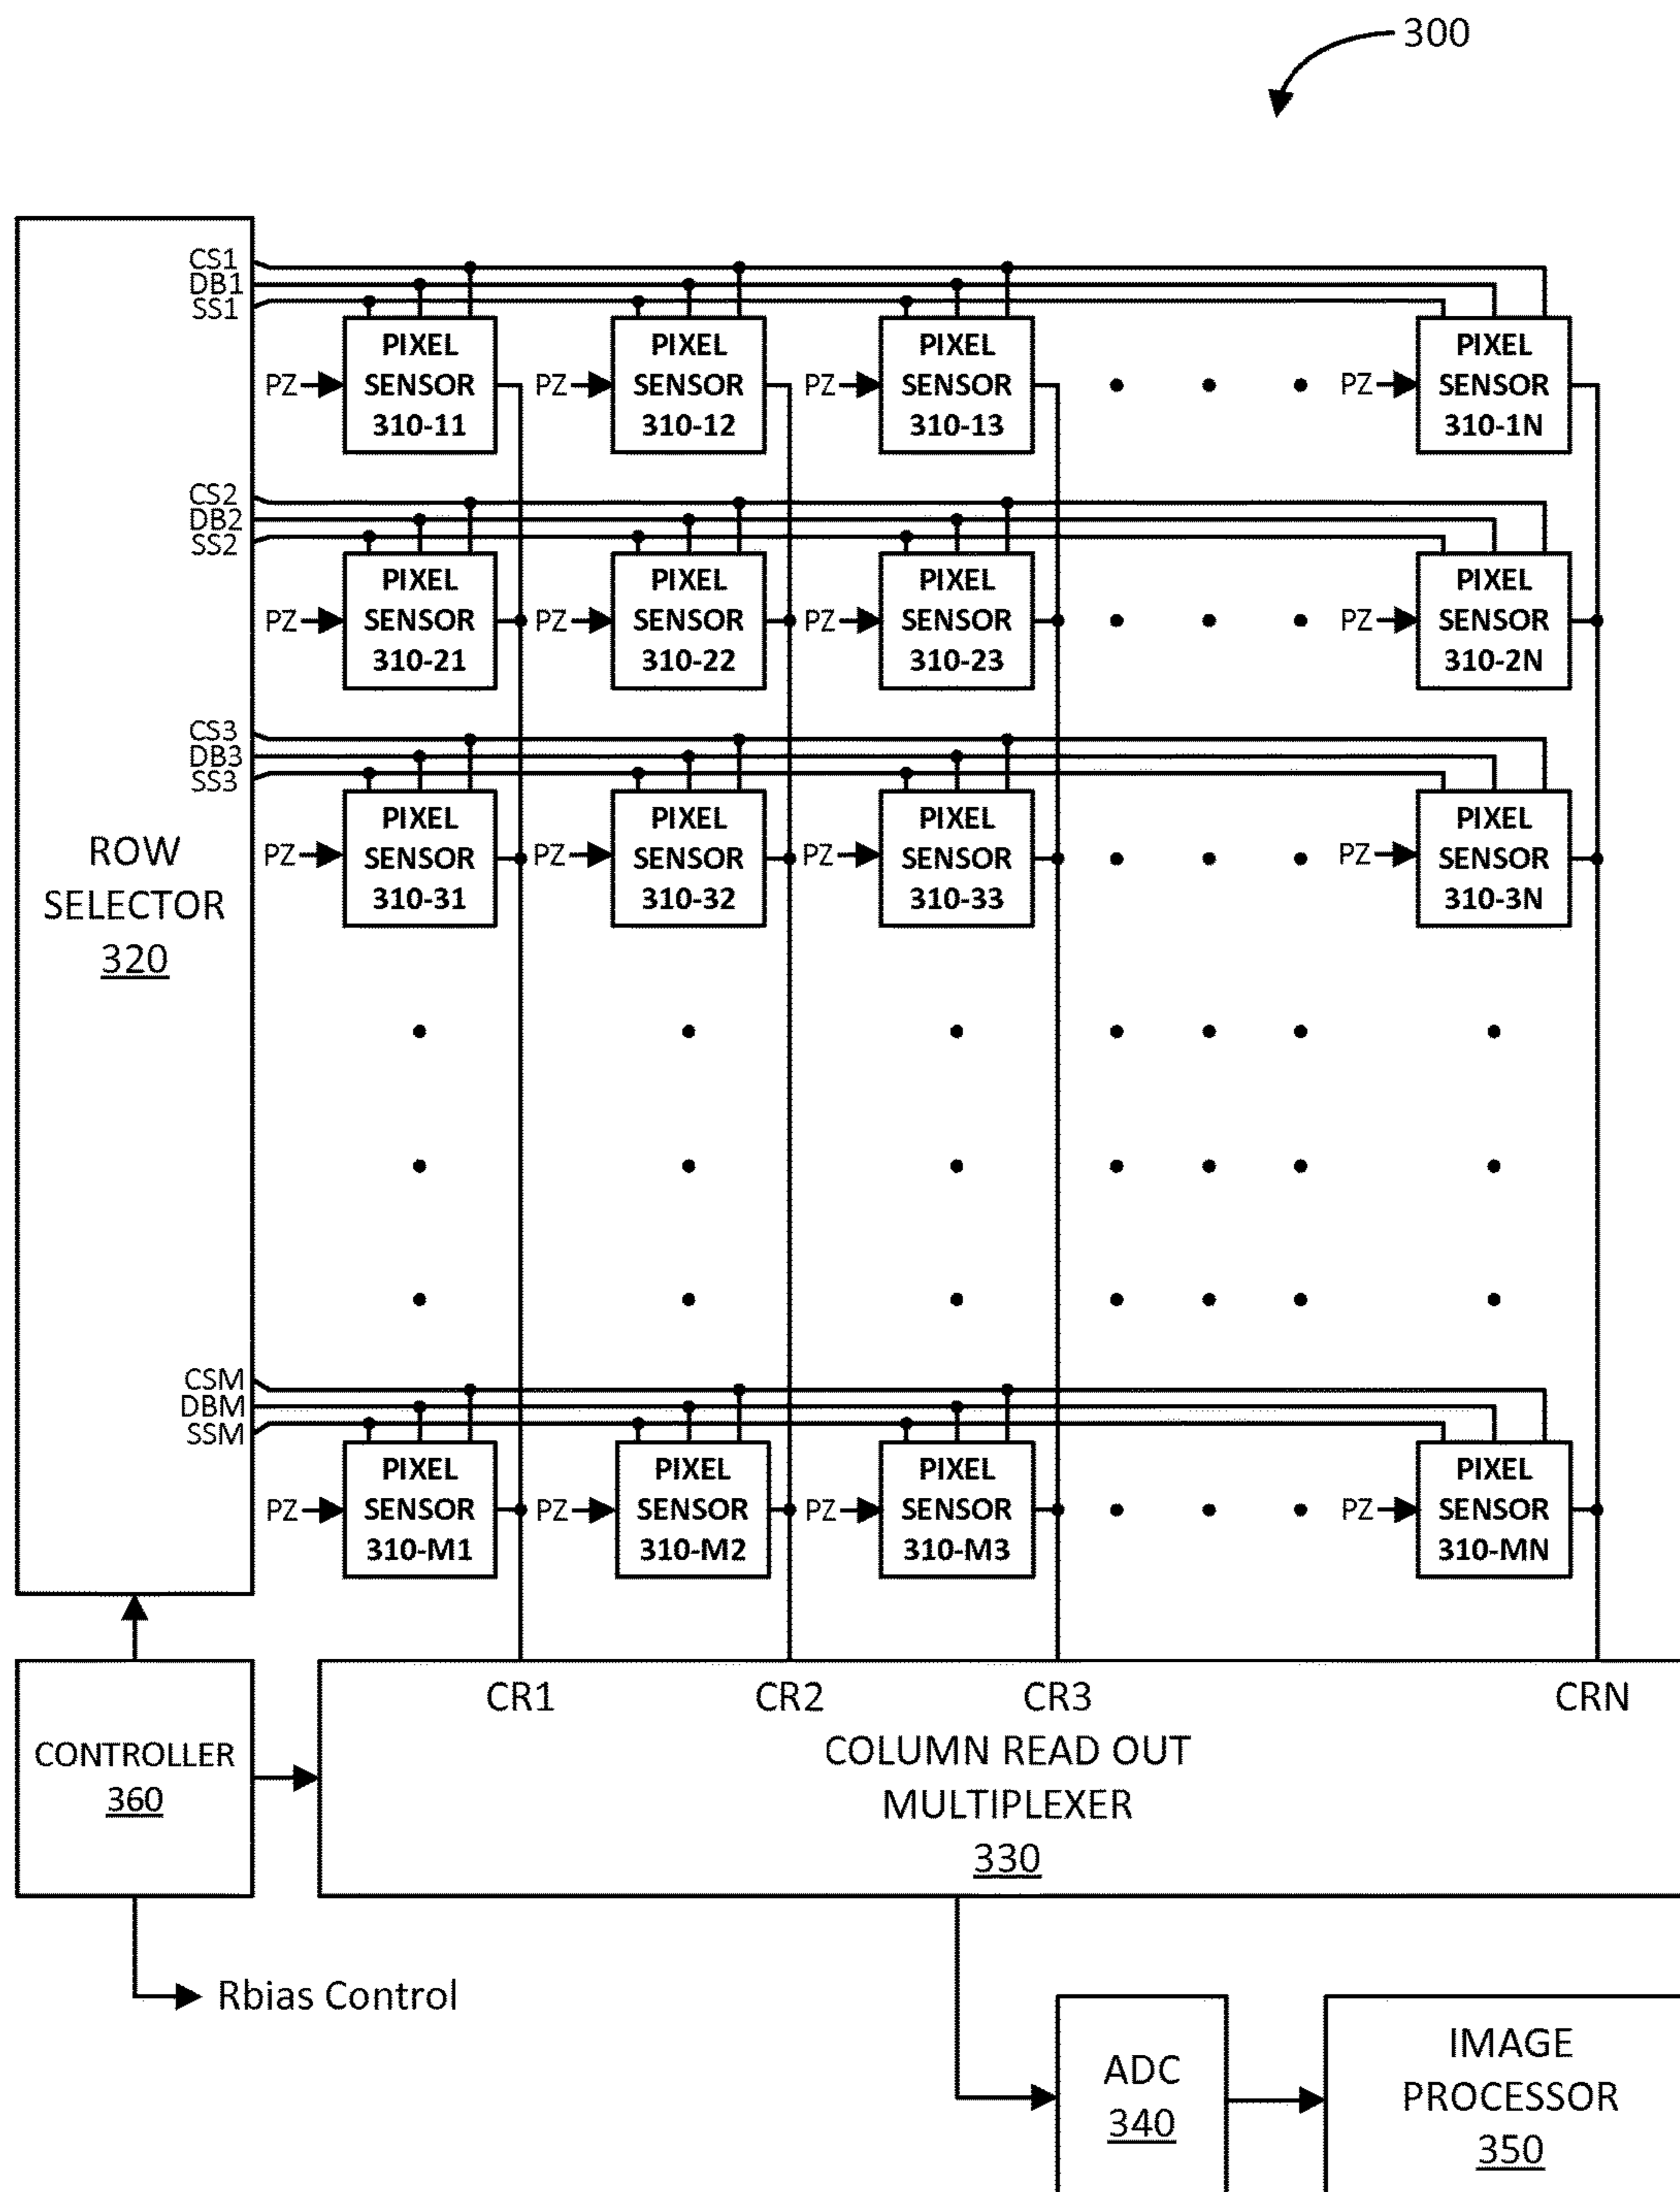 300
CS1
DB1
SS1
PIXEL PIXEL PIXEL PIXEL
PZ SENSOR PZ SENSOR PZ SENSOR PZ SENSOR
310-11 310-12 310-13 310-1N
CS2
DB2
SS2
PIXEL PIXEL PIXEL PIXEL
PZ SENSOR PZ SENSOR PZ SENSOR PZ SENSOR
310-21 310-22 310-23 310-2N
CS3
DB3
SS3
PIXEL PIXEL PIXEL PIXEL
PZ SENSOR PZ SENSOR PZ SENSOR PZ SENSOR
310-31 310-32 310-33 310-3N
ROW
SELECTOR
320
CSM
DBM
SSM
PIXEL PIXEL PIXEL PIXEL
PZ SENSOR PZ SENSOR PZ SENSOR PZ SENSOR
310-M1 310-M2 310-M3 310-MN
CR1 CR2 CR3 CRN
CONTROLLER
360
COLUMN READ OUT
MULTIPLEXER
330
Rbias Control
ADC
340
IMAGE
PROCESSOR
350